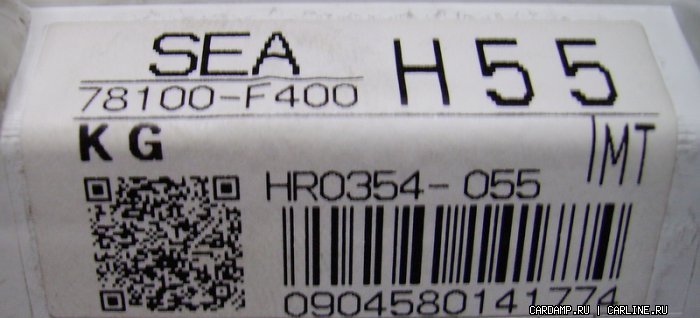 SEA H55
78100-F400
KG
MT
HR0354-055
0904580141774
CARDAMP.RU | CARLINE.RU